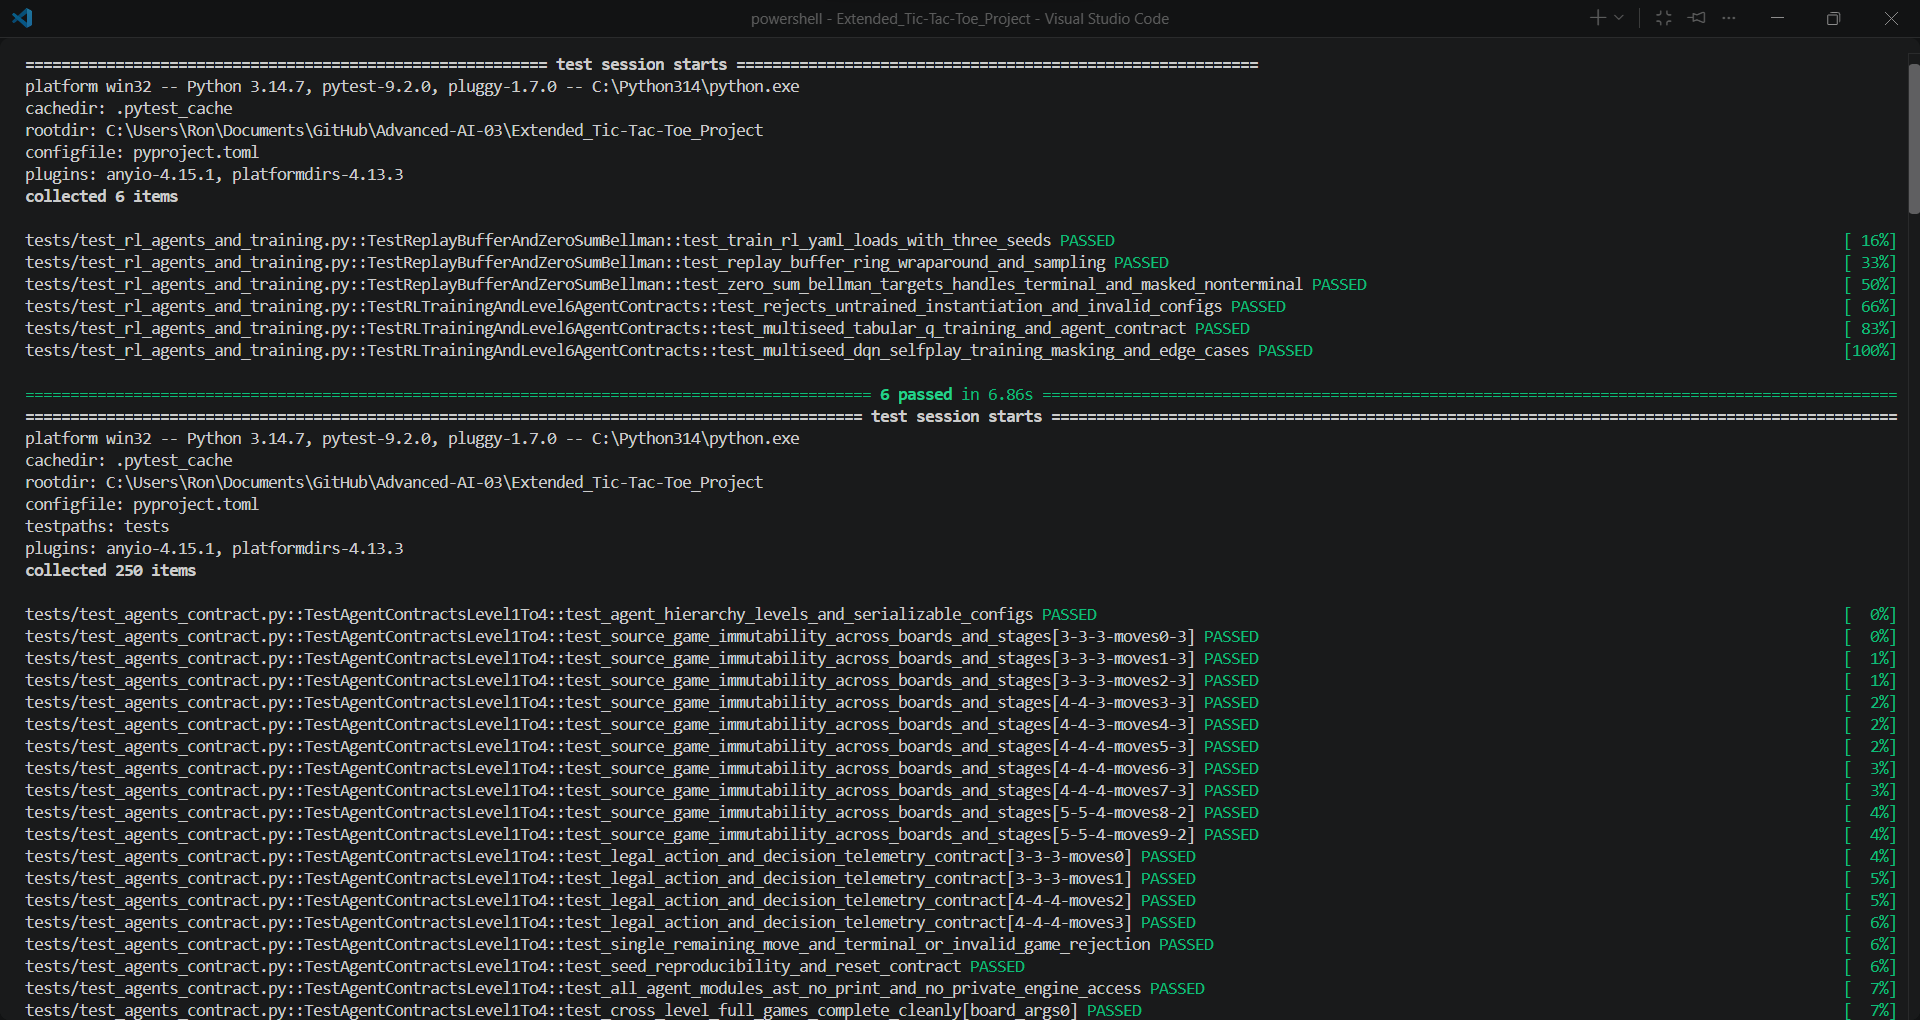 powershell - Extended_Tic-Tac-Toe_Project - Visual Studio Code
========================================================== test session starts ==========================================================
platform win32 -- Python 3.14.7, pytest-9.2.0, pluggy-1.7.0 -- C:\Python314\python.exe
cachedir: .pytest_cache
rootdir: C:\Users\Ron\Documents\GitHub\Advanced-AI-03\Extended_Tic-Tac-Toe_Project
configfile: pyproject.toml
plugins: anyio-4.15.1, platformdirs-4.13.3
collected 6 items
tests/test_rl_agents_and_training.py::TestReplayBufferAndZeroSumBellman::test_train_rl_yaml_loads_with_three_seeds PASSED [ 16%]
tests/test_rl_agents_and_training.py::TestReplayBufferAndZeroSumBellman::test_replay_buffer_ring_wraparound_and_sampling PASSED [ 33%]
tests/test_rl_agents_and_training.py::TestReplayBufferAndZeroSumBellman::test_zero_sum_bellman_targets_handles_terminal_and_masked_nonterminal PASSED [ 50%]
tests/test_rl_agents_and_training.py::TestRLTrainingAndLevel6AgentContracts::test_rejects_untrained_instantiation_and_invalid_configs PASSED [ 66%]
tests/test_rl_agents_and_training.py::TestRLTrainingAndLevel6AgentContracts::test_multiseed_tabular_q_training_and_agent_contract PASSED [ 83%]
tests/test_rl_agents_and_training.py::TestRLTrainingAndLevel6AgentContracts::test_multiseed_dqn_selfplay_training_masking_and_edge_cases PASSED [100%]
============================================================================================== 6 passed in 6.86s ===============================================================================================
============================================================================================= test session starts ==============================================================================================
platform win32 -- Python 3.14.7, pytest-9.2.0, pluggy-1.7.0 -- C:\Python314\python.exe
cachedir: .pytest_cache
rootdir: C:\Users\Ron\Documents\GitHub\Advanced-AI-03\Extended_Tic-Tac-Toe_Project
configfile: pyproject.toml
testpaths: tests
plugins: anyio-4.15.1, platformdirs-4.13.3
collected 250 items
tests/test_agents_contract.py::TestAgentContractsLevel1To4::test_agent_hierarchy_levels_and_serializable_configs PASSED [  0%]
tests/test_agents_contract.py::TestAgentContractsLevel1To4::test_source_game_immutability_across_boards_and_stages[3-3-3-moves0-3] PASSED [  0%]
tests/test_agents_contract.py::TestAgentContractsLevel1To4::test_source_game_immutability_across_boards_and_stages[3-3-3-moves1-3] PASSED [  1%]
tests/test_agents_contract.py::TestAgentContractsLevel1To4::test_source_game_immutability_across_boards_and_stages[3-3-3-moves2-3] PASSED [  1%]
tests/test_agents_contract.py::TestAgentContractsLevel1To4::test_source_game_immutability_across_boards_and_stages[4-4-3-moves3-3] PASSED [  2%]
tests/test_agents_contract.py::TestAgentContractsLevel1To4::test_source_game_immutability_across_boards_and_stages[4-4-3-moves4-3] PASSED [  2%]
tests/test_agents_contract.py::TestAgentContractsLevel1To4::test_source_game_immutability_across_boards_and_stages[4-4-4-moves5-3] PASSED [  2%]
tests/test_agents_contract.py::TestAgentContractsLevel1To4::test_source_game_immutability_across_boards_and_stages[4-4-4-moves6-3] PASSED [  3%]
tests/test_agents_contract.py::TestAgentContractsLevel1To4::test_source_game_immutability_across_boards_and_stages[4-4-4-moves7-3] PASSED [  3%]
tests/test_agents_contract.py::TestAgentContractsLevel1To4::test_source_game_immutability_across_boards_and_stages[5-5-4-moves8-2] PASSED [  4%]
tests/test_agents_contract.py::TestAgentContractsLevel1To4::test_source_game_immutability_across_boards_and_stages[5-5-4-moves9-2] PASSED [  4%]
tests/test_agents_contract.py::TestAgentContractsLevel1To4::test_legal_action_and_decision_telemetry_contract[3-3-3-moves0] PASSED [  4%]
tests/test_agents_contract.py::TestAgentContractsLevel1To4::test_legal_action_and_decision_telemetry_contract[3-3-3-moves1] PASSED [  5%]
tests/test_agents_contract.py::TestAgentContractsLevel1To4::test_legal_action_and_decision_telemetry_contract[4-4-4-moves2] PASSED [  5%]
tests/test_agents_contract.py::TestAgentContractsLevel1To4::test_legal_action_and_decision_telemetry_contract[4-4-4-moves3] PASSED [  6%]
tests/test_agents_contract.py::TestAgentContractsLevel1To4::test_single_remaining_move_and_terminal_or_invalid_game_rejection PASSED [  6%]
tests/test_agents_contract.py::TestAgentContractsLevel1To4::test_seed_reproducibility_and_reset_contract PASSED [  6%]
tests/test_agents_contract.py::TestAgentContractsLevel1To4::test_all_agent_modules_ast_no_print_and_no_private_engine_access PASSED [  7%]
tests/test_agents_contract.py::TestAgentContractsLevel1To4::test_cross_level_full_games_complete_cleanly[board_args0] PASSED [  7%]